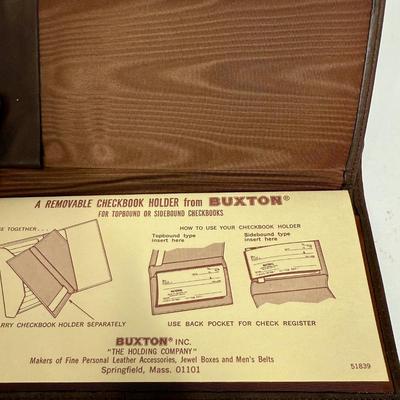 A REMOVABLE CHECKBOOK HOLDER from BUXTON®
FOR TOPBOUND OR SIDEBOUND CHECKBOOKS
TOGETHER...
HOW TO USE YOUR CHECKBOOK HOLDER
Topbound type
insert here
Sidebound type
insert here
CHECKBOOK HOLDER SEPARATELY
USE BACK POCKET FOR CHECK REGISTER
BUXTON® INC.
"THE HOLDING COMPANY"
Makers of Fine Personal Leather Accessories, Jewel Boxes and Men's Belts
Springfield, Mass. 01101
51839